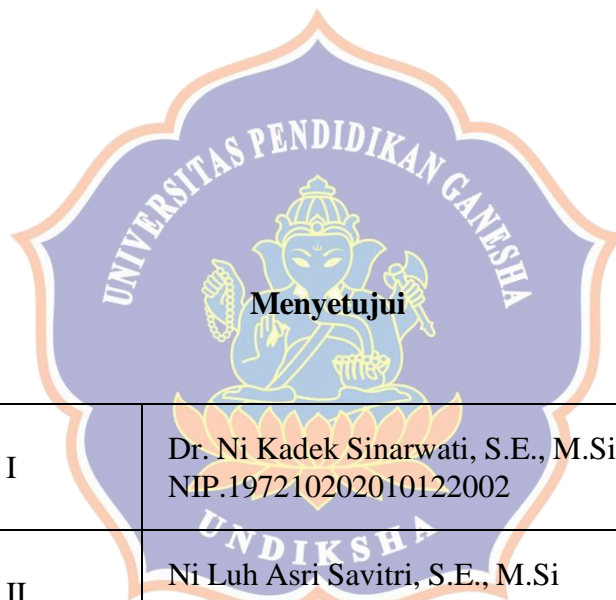 UNIVERSITAS PENDIDIKAN GANESHA
Menyetujui
I
Dr. Ni Kadek Sinarwati, S.E., M.Si
NIP.197210202010122002
UNDIKSHA
II
Ni Luh Asri Savitri, S.E., M.Si